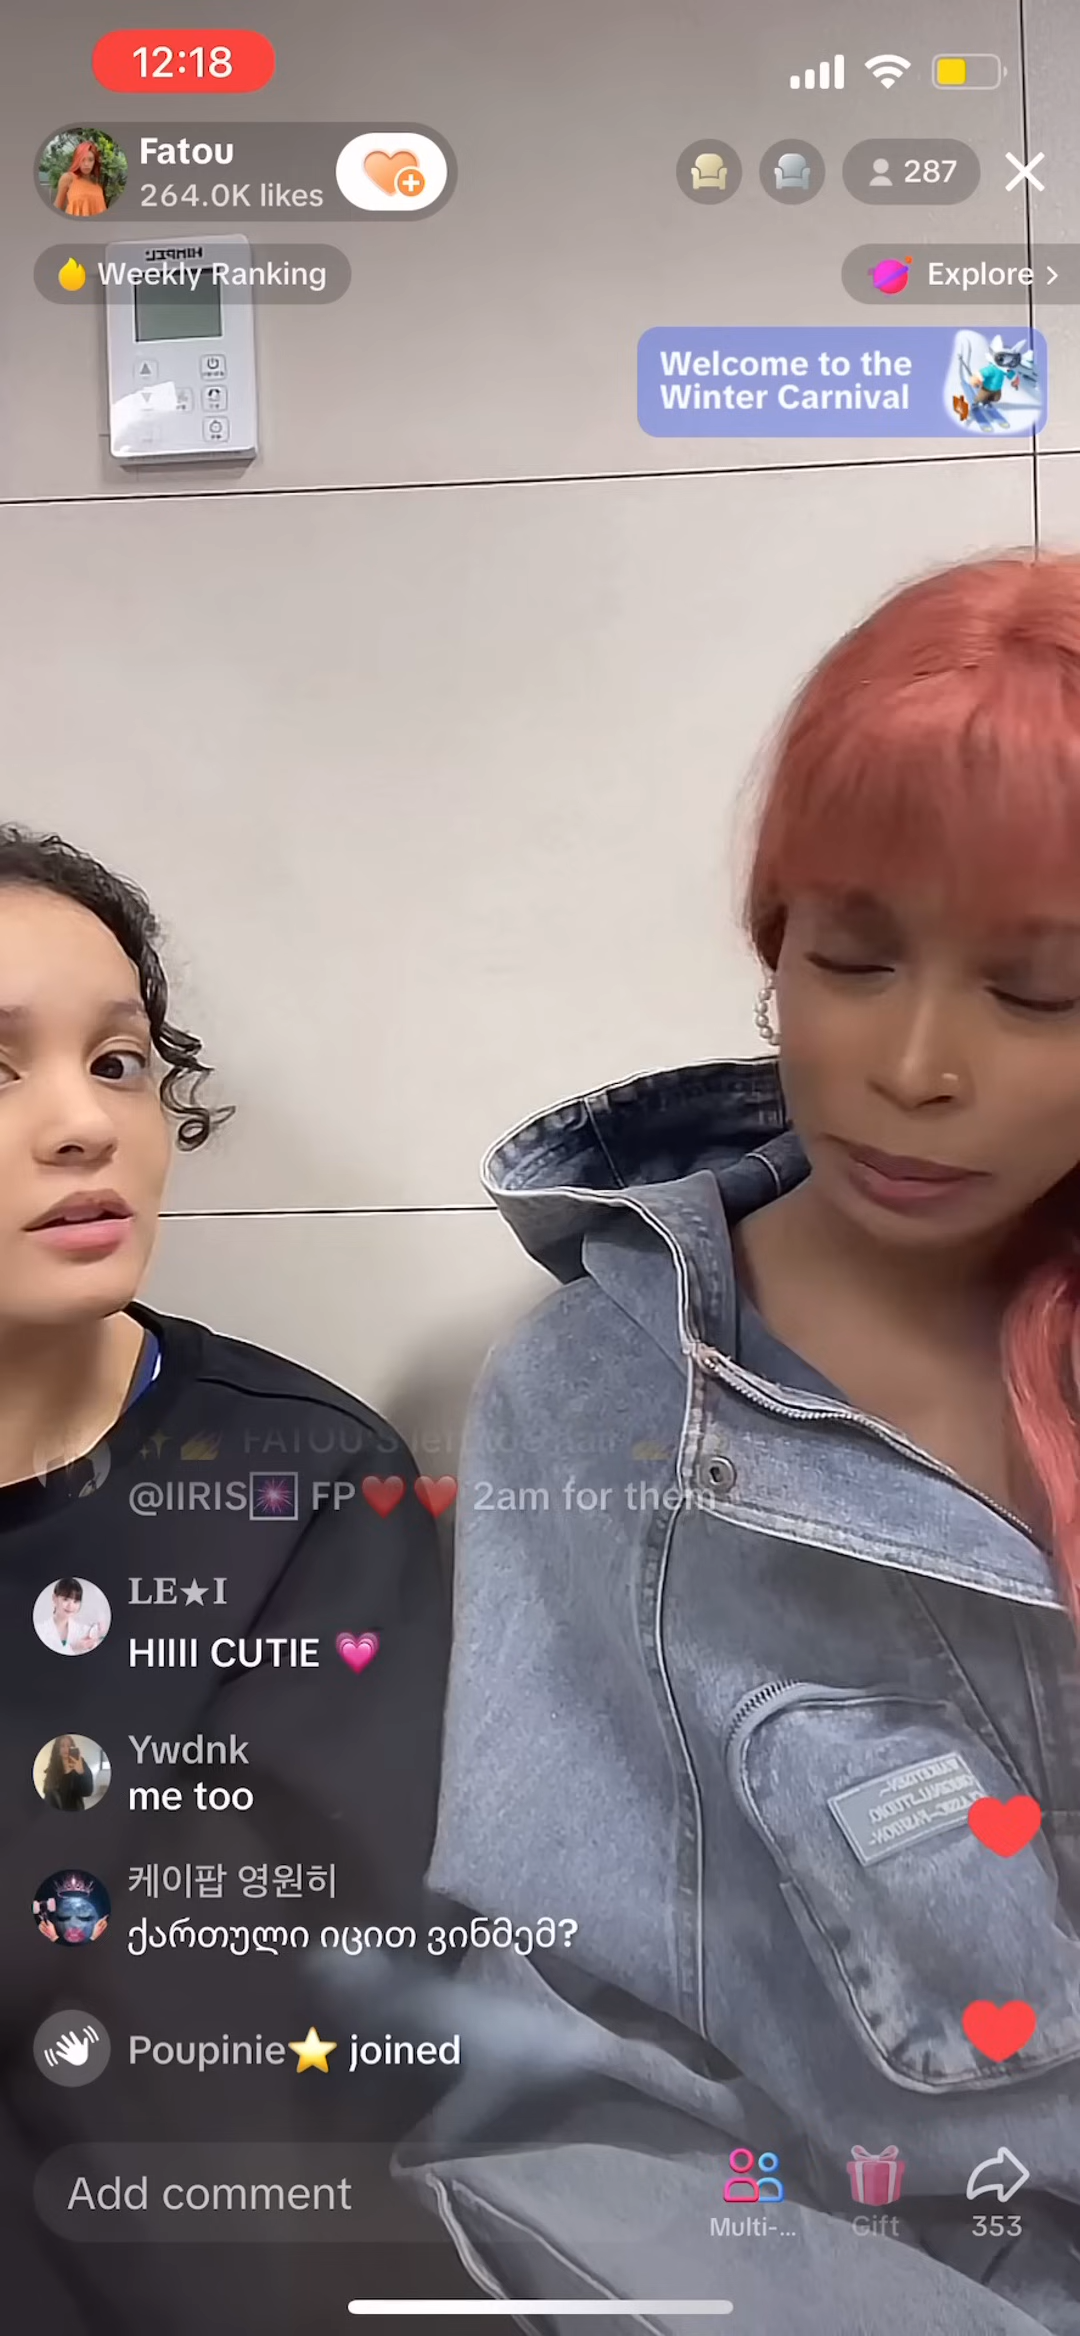 12:18
Fatou
264.0K likes
287
Weekly Ranking
Explore >
Welcome to the
Winter Carnival
HIMPEL
FATOU'S
@IIRIS🎆 FP❤️❤️ 2am for them
LE★I
HIIII CUTIE 💗
Ywdnk
me too
케이팝 영원히
ქართული იცით ვინმემ?
Poupinie⭐ joined
Add comment
Multi-...
Gift
353